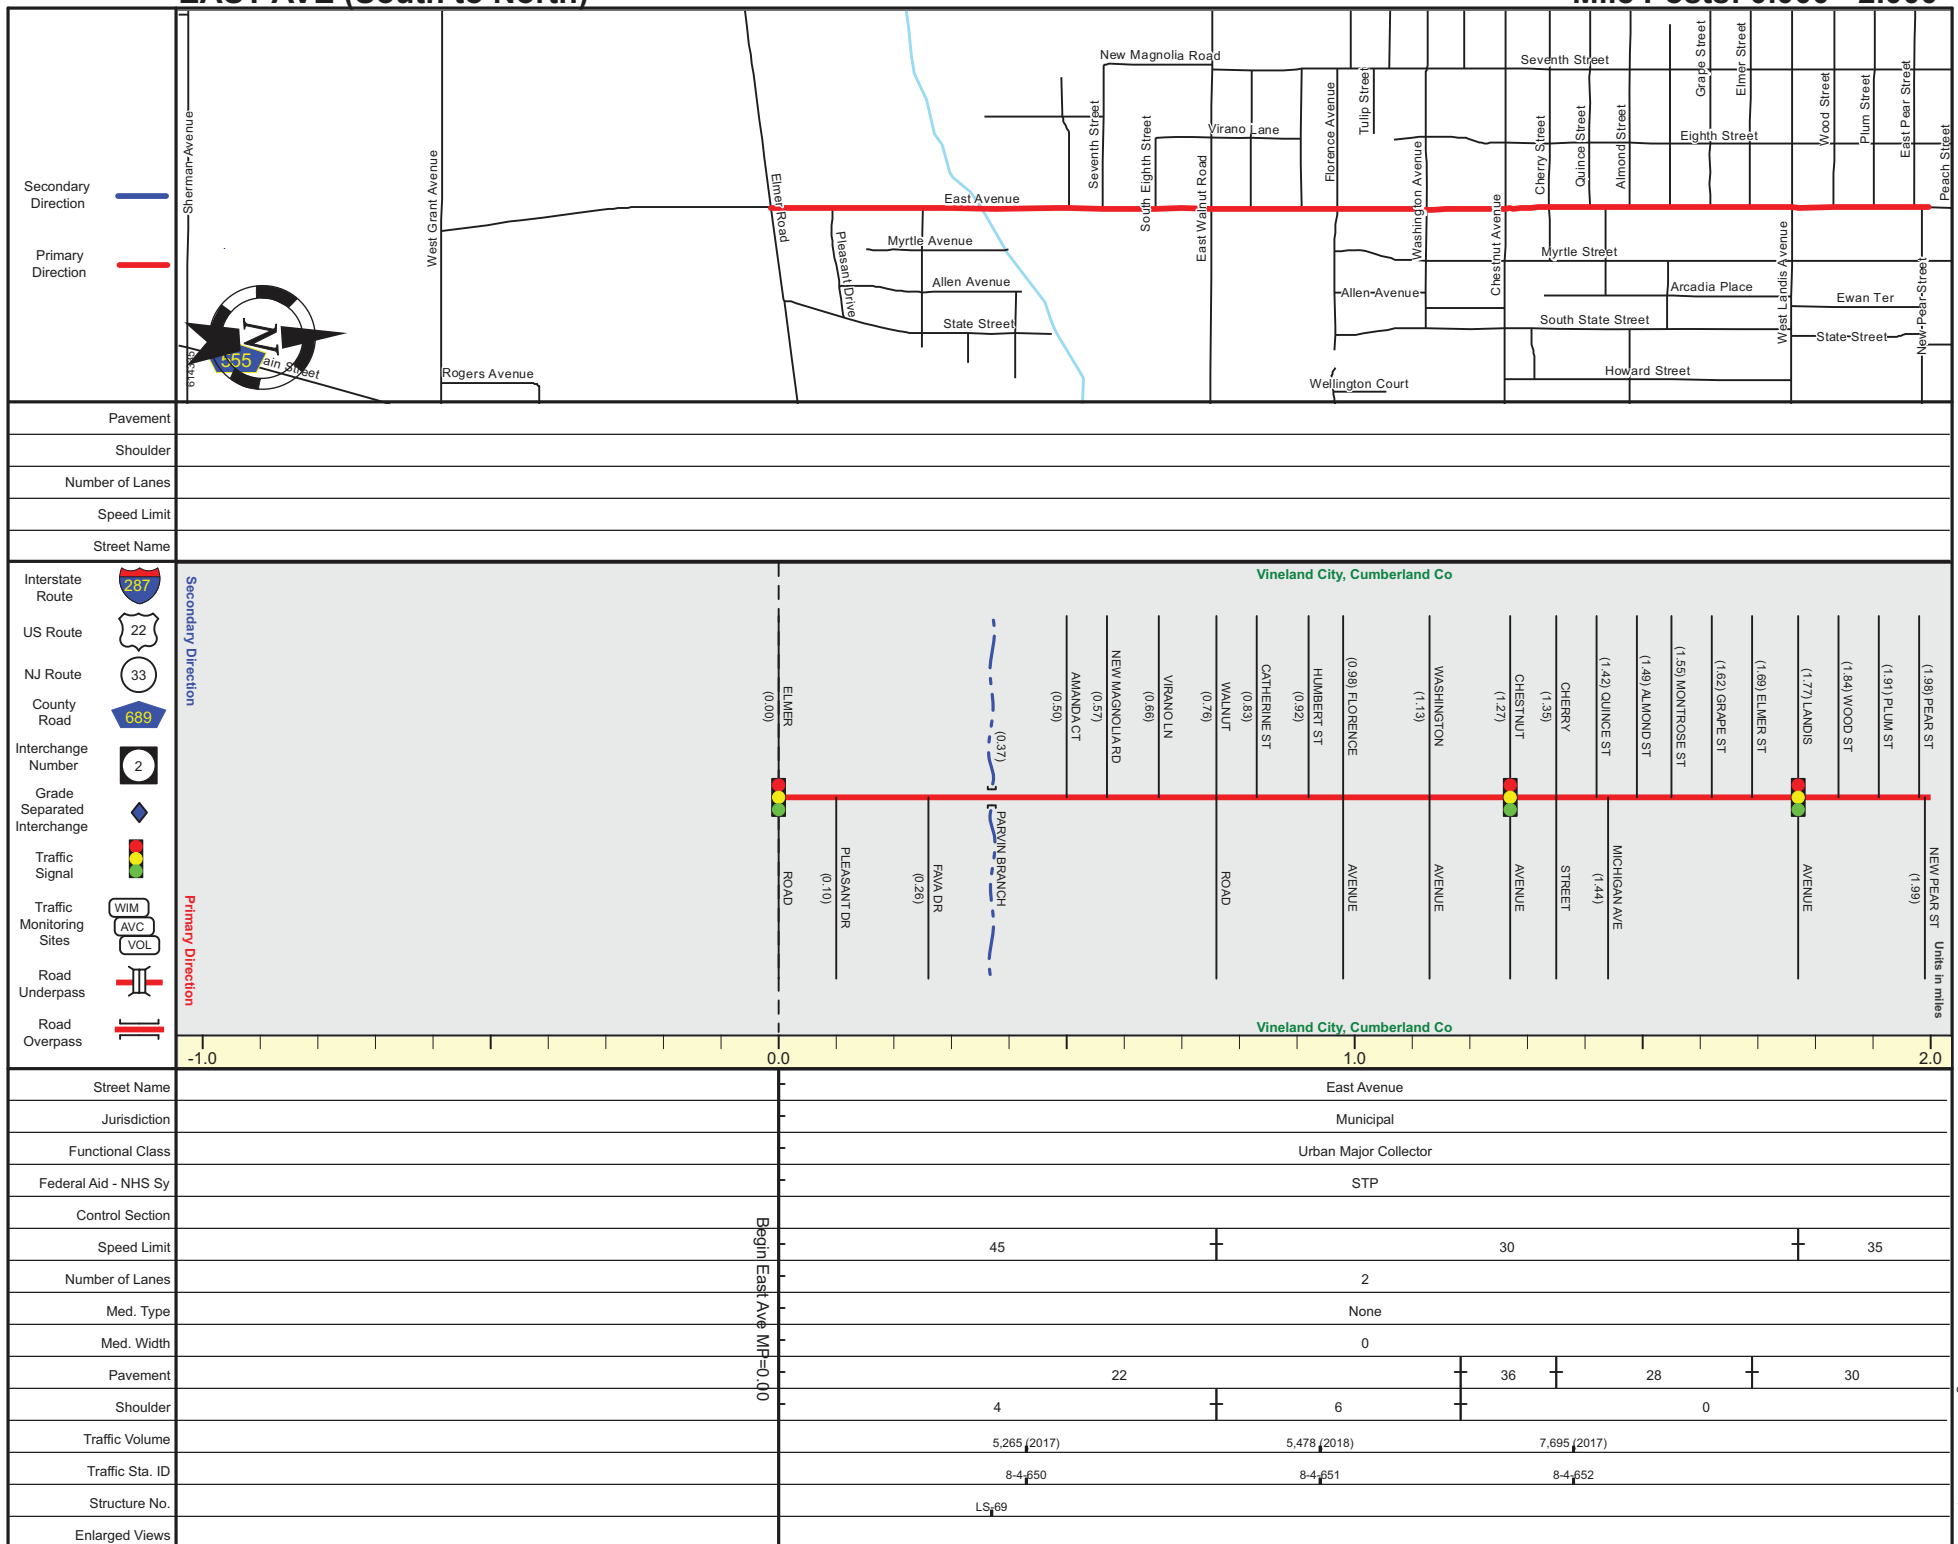 EAST AVE (South to North)
Mile Posts: 0.000 - 2.000
Secondary
Direction
Primary
Direction
Sherman Avenue
West Grant Avenue
Elmer Road
Rogers Avenue
Main Street
555
N
Pleasant Drive
East Avenue
Myrtle Avenue
Allen Avenue
State Street
New Magnolia Road
Seventh Street
South Eighth Street
Virano Lane
East Walnut Road
Florence Avenue
Tulip Street
Washington Avenue
Chestnut Avenue
Allen Avenue
Wellington Court
Seventh Street
Eighth Street
Cherry Street
Quince Street
Almond Street
Grape Street
Elmer Street
Wood Street
Plum Street
East Pear Street
Peach Street
Myrtle Street
Arcadia Place
South State Street
Howard Street
West Landis Avenue
Ewan Ter
State Street
New Pear Street
Pavement
Shoulder
Number of Lanes
Speed Limit
Street Name
Interstate
Route
287
US Route
22
NJ Route
33
County
Road
689
Interchange
Number
2
Grade
Separated
Interchange
Traffic
Signal
Traffic
Monitoring
Sites
WIM
AVC
VOL
Road
Underpass
Road
Overpass
Secondary Direction
Primary Direction
Vineland City, Cumberland Co
ELMER
(0.00)
ROAD
PLEASANT DR
(0.10)
FAVA DR
(0.26)
(0.37)
PARVIN BRANCH
AMANDA CT
(0.50)
NEW MAGNOLIA RD
(0.57)
VIRANO LN
(0.66)
WALNUT
(0.76)
ROAD
CATHERINE ST
(0.83)
HUMBERT ST
(0.92)
(0.98) FLORENCE
AVENUE
WASHINGTON
(1.13)
AVENUE
CHESTNUT
(1.27)
AVENUE
CHERRY
(1.35)
STREET
(1.42) QUINCE ST
MICHIGAN AVE
(1.44)
(1.49) ALMOND ST
(1.55) MONTROSE ST
(1.62) GRAPE ST
(1.69) ELMER ST
(1.77) LANDIS
AVENUE
(1.84) WOOD ST
(1.91) PLUM ST
(1.98) PEAR ST
NEW PEAR ST
(1.99)
Units in miles
Vineland City, Cumberland Co
-1.0 0.0 1.0 2.0
Street Name East Avenue
Jurisdiction Municipal
Functional Class Urban Major Collector
Federal Aid - NHS Sy STP
Control Section
Speed Limit 45 30 35
Number of Lanes 2
Med. Type None
Med. Width 0
Pavement 22 36 28 30
Shoulder 4 6 0
Traffic Volume 5,265 (2017) 5,478 (2018) 7,695 (2017)
Traffic Sta. ID 8-4-650 8-4-651 8-4-652
Structure No. LS-69
Enlarged Views
Begin East Ave MP=0.00